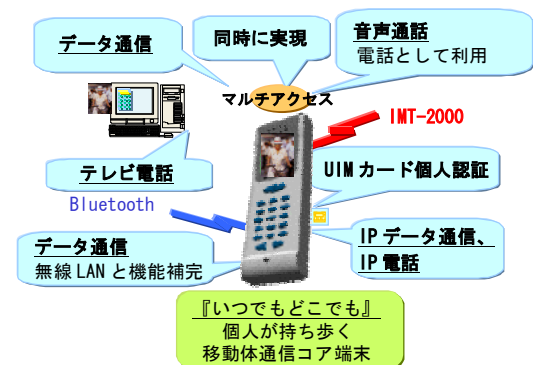 データ通信
同時に実現
音声通話
電話として利用
マルチアクセス
IMT-2000
テレビ電話
UIMカード個人認証
Bluetooth
データ通信
無線LANと機能補完
IPデータ通信、
IP電話
『いつでもどこでも』
個人が持ち歩く
移動体通信コア端末